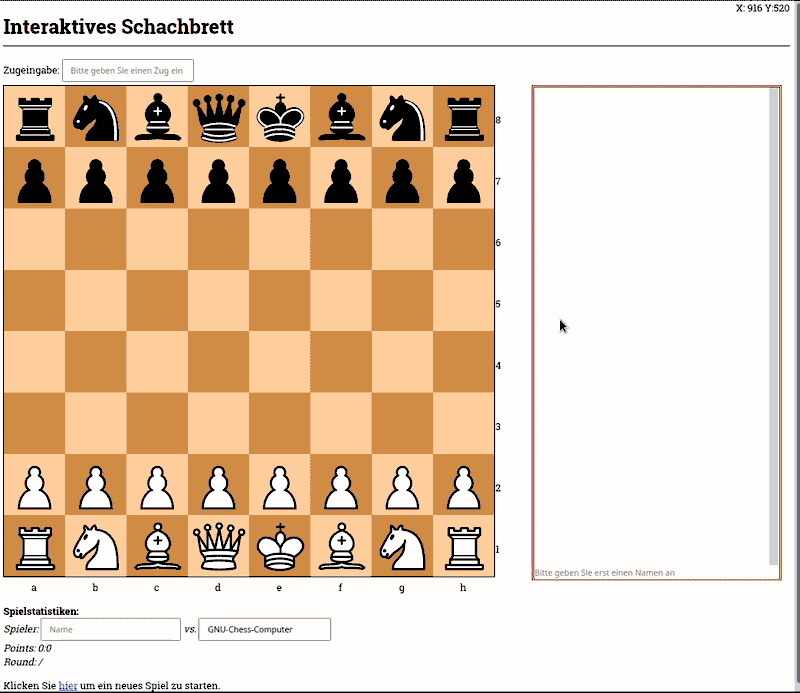 X: 916 Y:520
Interaktives Schachbrett
Zugeingabe: Bitte geben Sie einen Zug ein
8
7
6
5
4
3
2
1
a b c d e f g h
Bitte geben Sie erst einen Namen an
Spielstatistiken:
Spieler: Name vs. GNU-Chess-Computer
Points: 0:0
Round: /
Klicken Sie hier um ein neues Spiel zu starten.